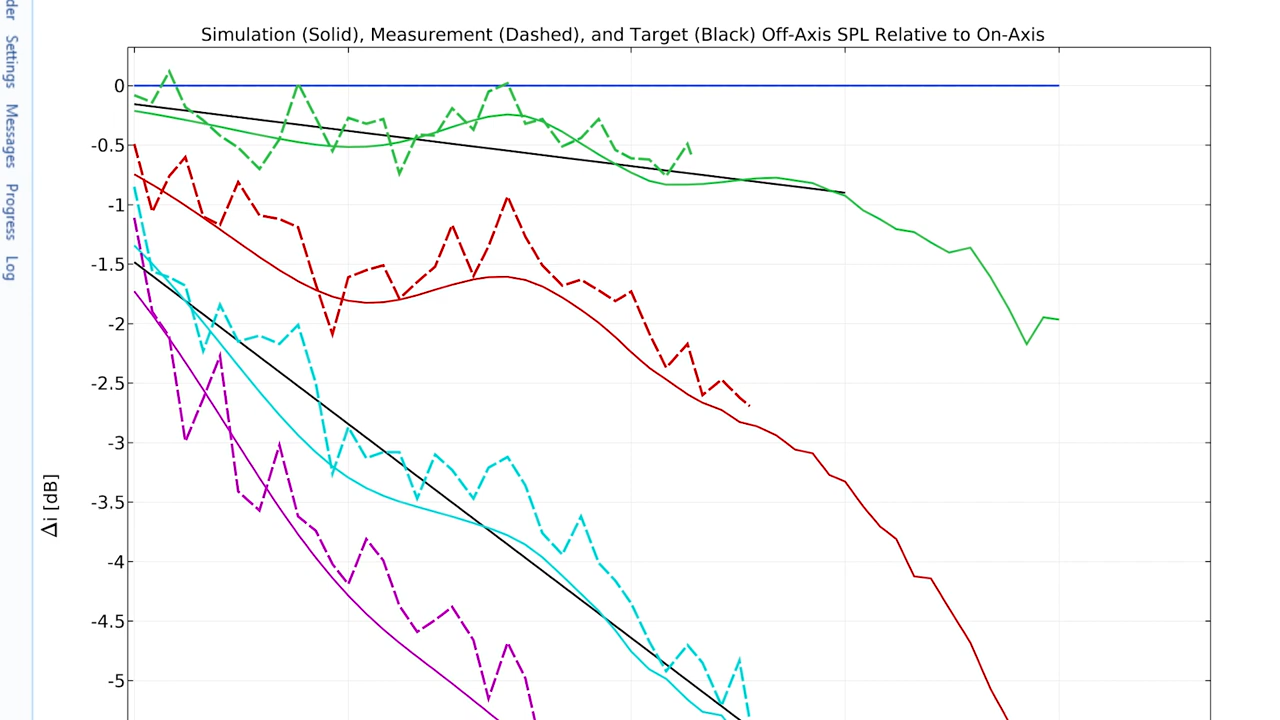 der
Settings
Messages
Progress
Log
Simulation (Solid), Measurement (Dashed), and Target (Black) Off-Axis SPL Relative to On-Axis
0
-0.5
-1
-1.5
-2
-2.5
-3
-3.5
-4
-4.5
-5
Δi [dB]